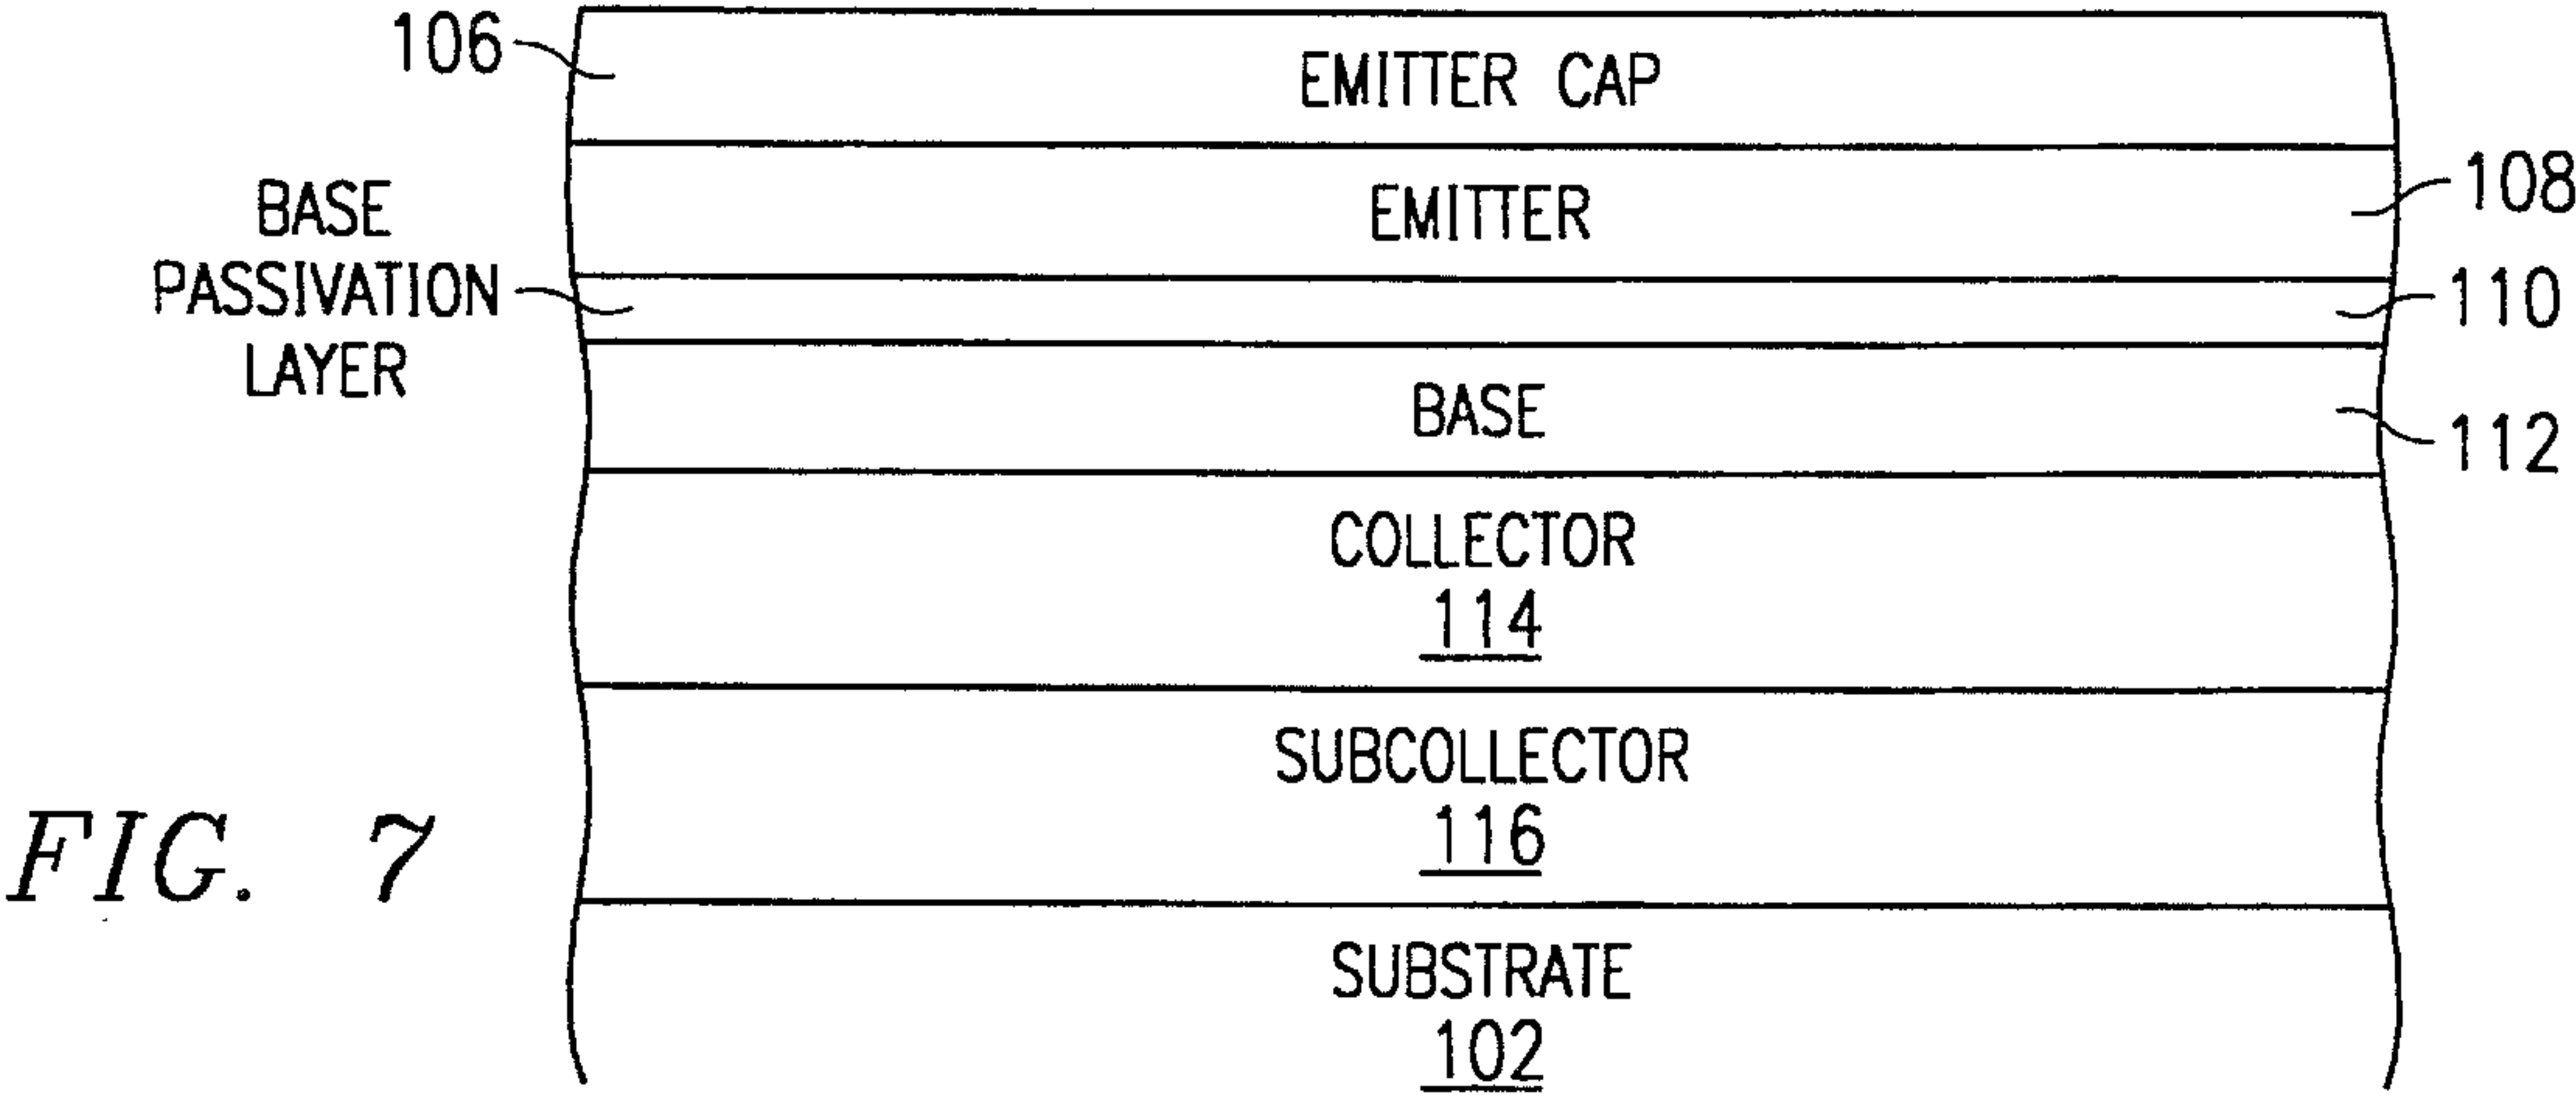 106
EMITTER CAP
EMITTER
108
BASE
PASSIVATION
LAYER
110
BASE
112
COLLECTOR
114
SUBCOLLECTOR
116
FIG. 7
SUBSTRATE
102